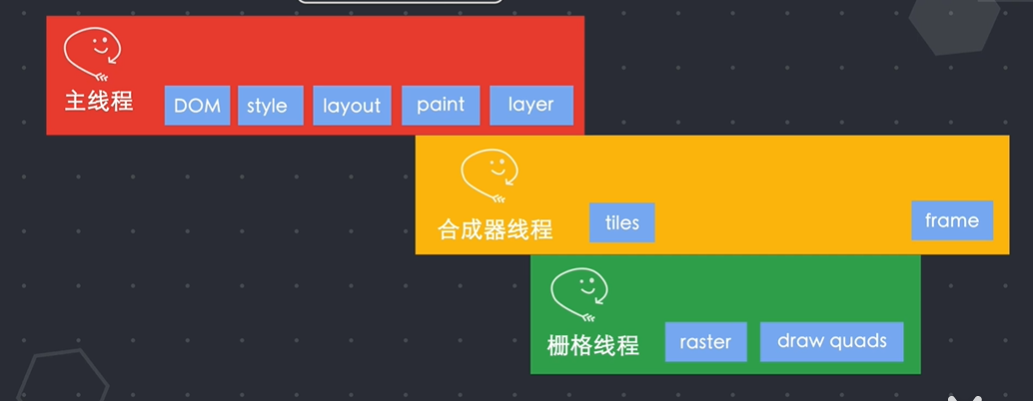 主线程
DOM
style
layout
paint
layer
合成器线程
tiles
frame
栅格线程
raster
draw quads